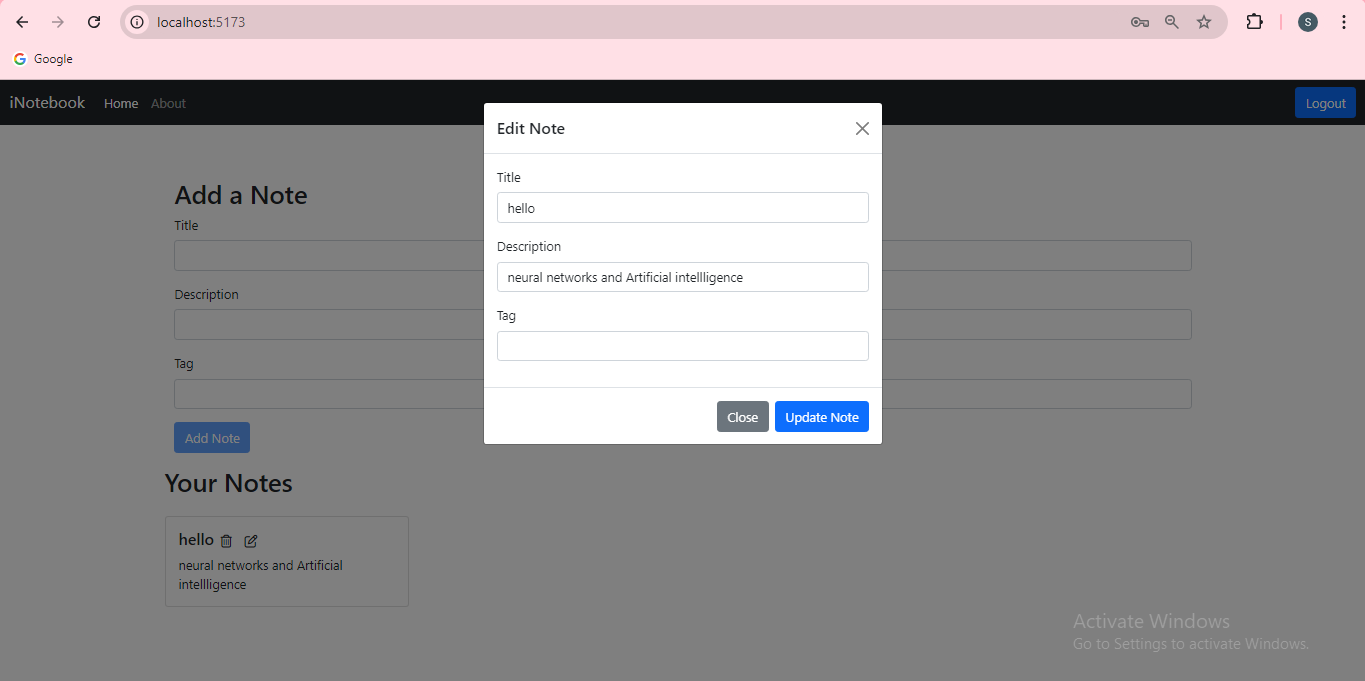 localhost:5173
S
Google
iNotebook Home About Logout
Edit Note
Title
hello
Description
neural networks and Artificial intellligence
Tag
Close Update Note
Add a Note
Title
Description
Tag
Add Note
Your Notes
hello
neural networks and Artificial
intellligence
Activate Windows
Go to Settings to activate Windows.